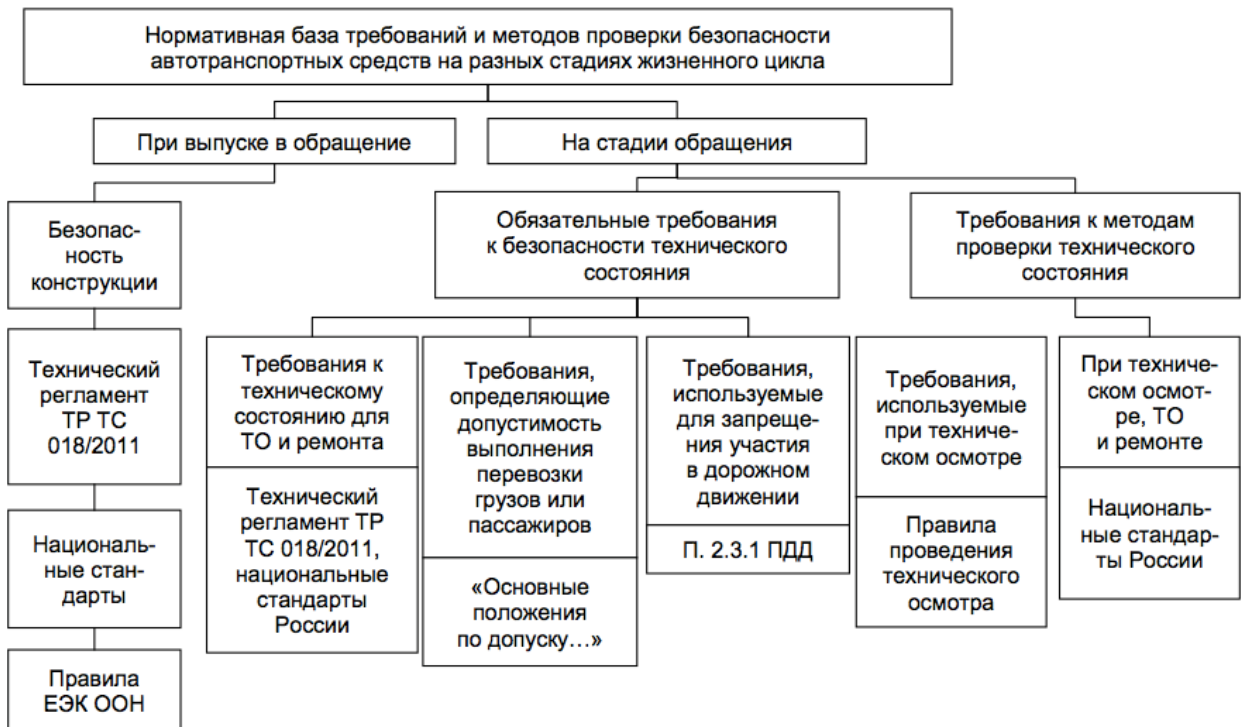 Нормативная база требований и методов проверки безопасности
автотранспортных средств на разных стадиях жизненного цикла
При выпуске в обращение
На стадии обращения
Безопас-
ность
конструкции
Обязательные требования
к безопасности технического
состояния
Требования к методам
проверки технического
состояния
Технический
регламент
ТР ТС
018/2011
Националь-
ные стан-
дарты
Правила
ЕЭК ООН
Требования к
техническому
состоянию для
ТО и ремонта
Технический
регламент ТР
ТС 018/2011,
национальные
стандарты
России
Требования,
определяющие
допустимость
выполнения
перевозки
грузов или
пассажиров
«Основные
положения
по допуску…»
Требования,
используемые
для запреще-
ния участия
в дорожном
движении
П. 2.3.1 ПДД
Требования,
используемые
при техниче-
ском осмотре
Правила
проведения
технического
осмотра
При техниче-
ском осмот-
ре, ТО
и ремонте
Националь-
ные стандар-
ты России